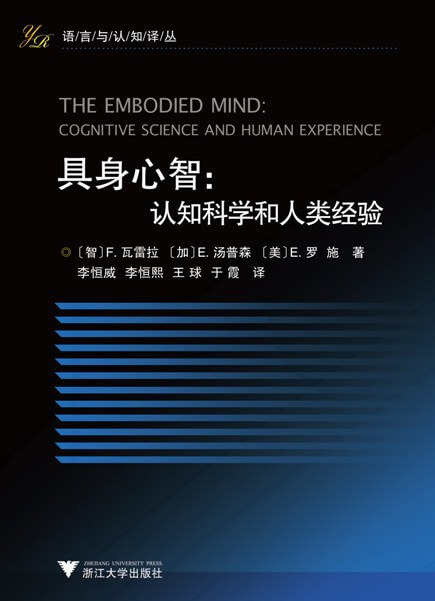 YR 语/言/与/认/知/译/丛
THE EMBODIED MIND:
COGNITIVE SCIENCE AND HUMAN EXPERIENCE
具身心智:
认知科学和人类经验
◎〔智〕F. 瓦雷拉 〔加〕E. 汤普森 〔美〕E. 罗 施 著
李恒威 李恒熙 王 球 于 霞 译
ZHEJIANG UNIVERSITY PRESS
浙江大学出版社